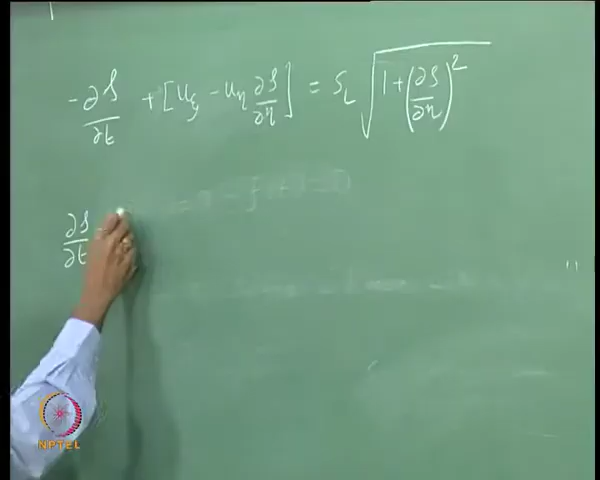 -∂ρ/∂t + [u_ξ - u_η ∂ρ/∂η] = S_L √(1+(∂ρ/∂η)²)
∂ρ/∂t
NPTEL